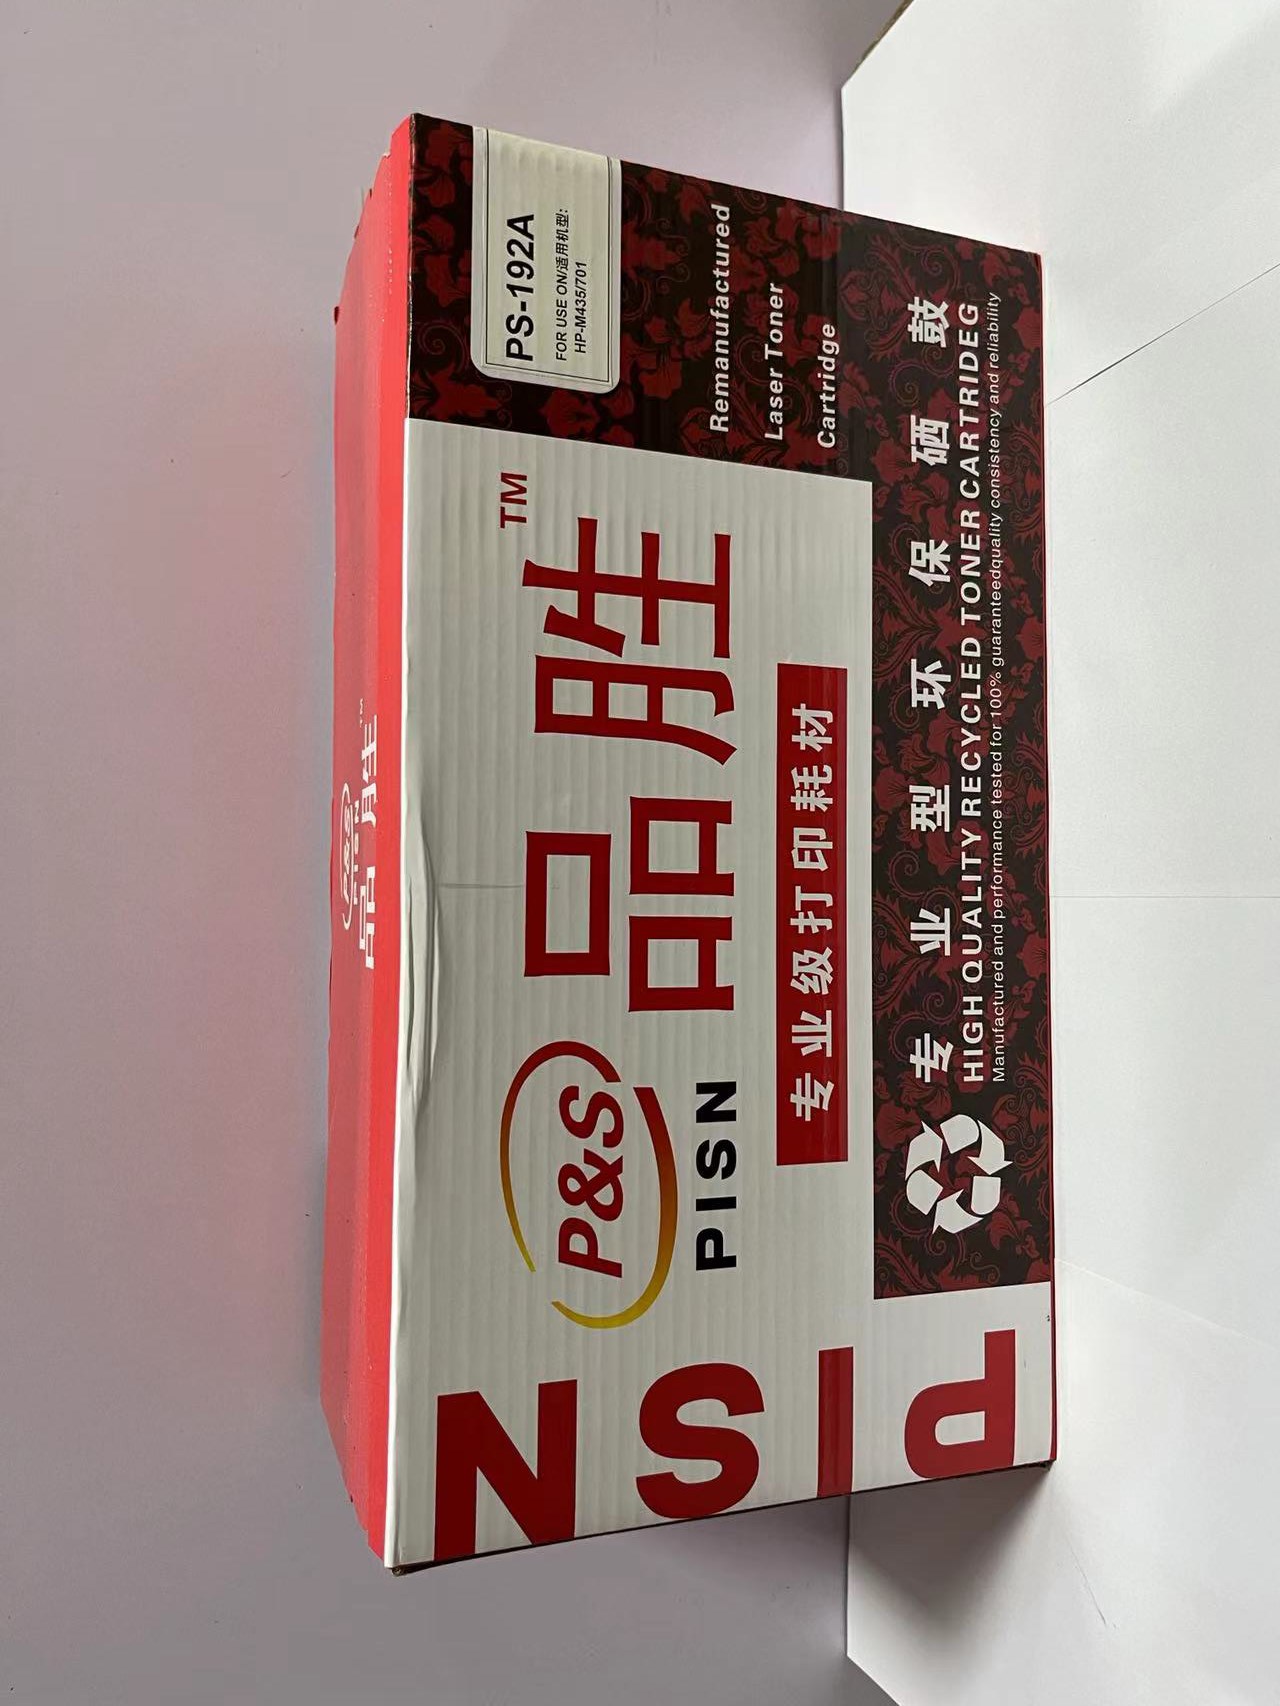 P&S
PISN
品胜
TM
PS-192A
FOR USE ON/适用机型:
HP-M435/701
Remanufactured
Laser Toner
Cartridge
TM
品胜
P&S
PISN
专业级打印耗材
专业型环保硒鼓
HIGH QUALITY RECYCLED TONER CARTRIDEG
Manufactured and performance tested for 100% guaranteedquality consistency and reliability
PISN